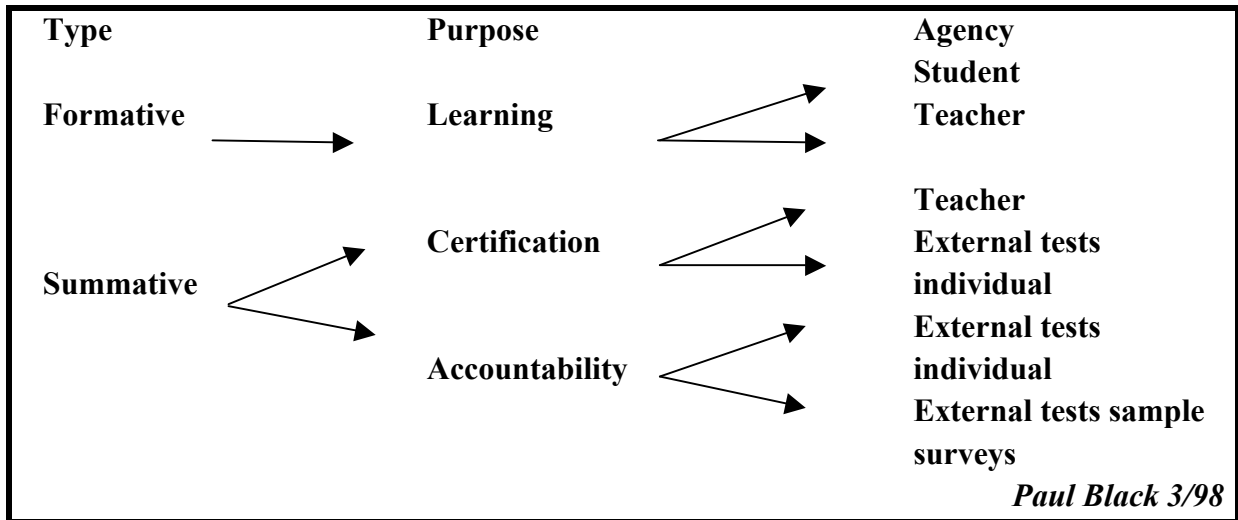 Type Purpose Agency
Student
Formative Learning Teacher
Teacher
Certification External tests
Summative individual
External tests
Accountability individual
External tests sample
surveys
Paul Black 3/98